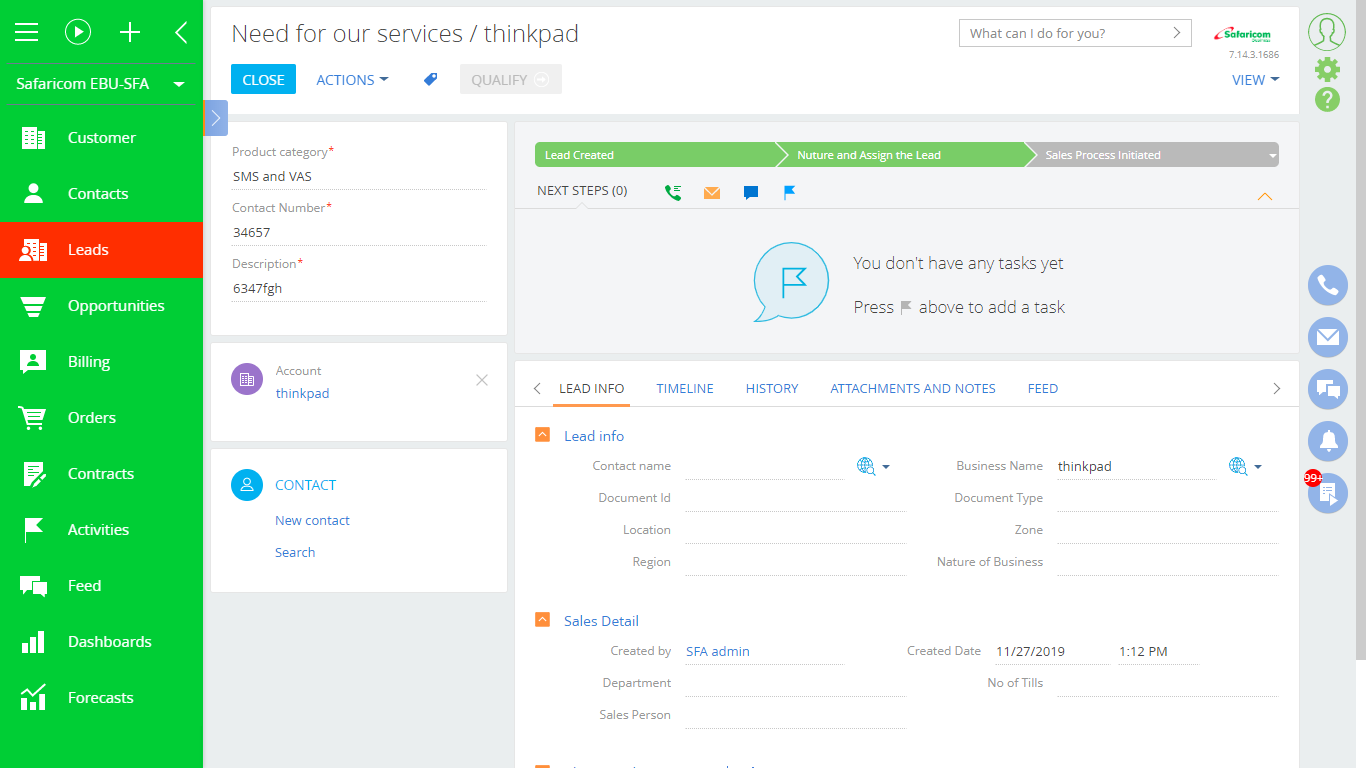 Safaricom EBU-SFA
Customer
Contacts
Leads
Opportunities
Billing
Orders
Contracts
Activities
Feed
Dashboards
Forecasts
Need for our services / thinkpad
What can I do for you?
Safaricom
7.14.3.1686
CLOSE
ACTIONS
QUALIFY
VIEW
Product category*
SMS and VAS
Contact Number*
34657
Description*
6347fgh
Account
thinkpad
CONTACT
New contact
Search
Lead Created
Nuture and Assign the Lead
Sales Process Initiated
NEXT STEPS (0)
You don't have any tasks yet
Press above to add a task
LEAD INFO TIMELINE HISTORY ATTACHMENTS AND NOTES FEED
Lead info
Contact name
Business Name thinkpad
Document Id
Document Type
Location
Zone
Region
Nature of Business
Sales Detail
Created by SFA admin
Created Date 11/27/2019 1:12 PM
Department
No of Tills
Sales Person
99+